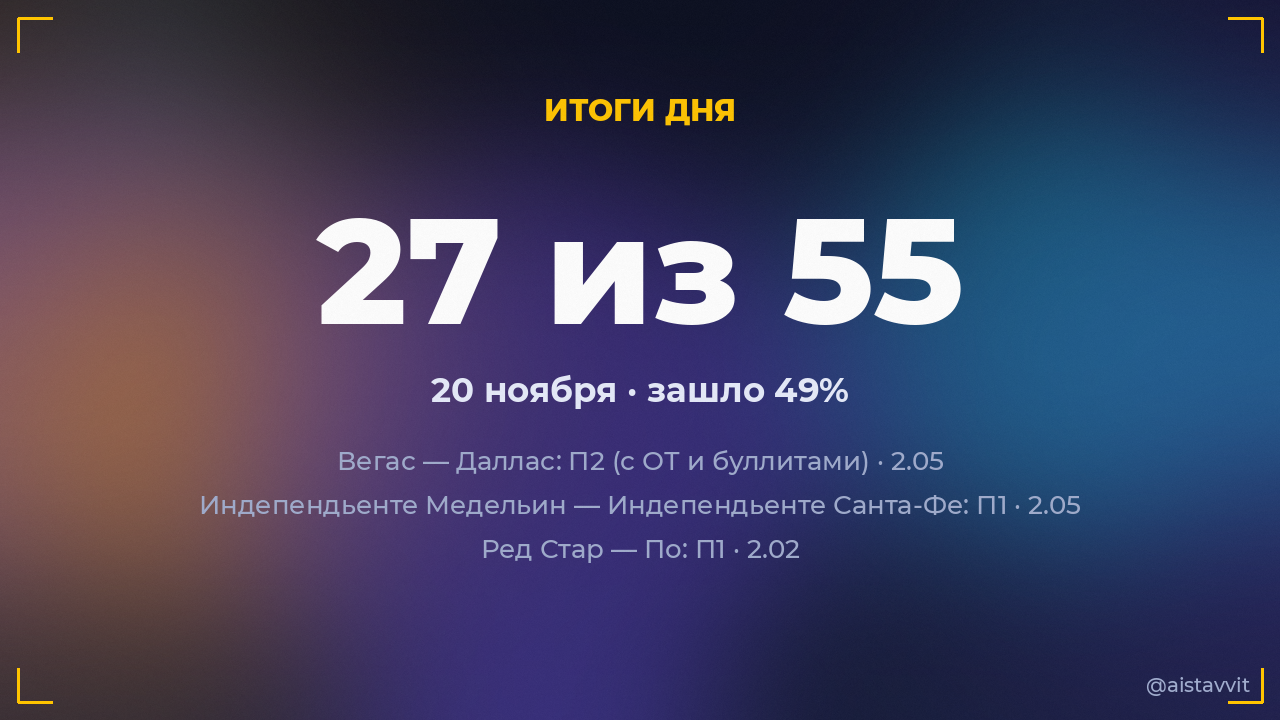 ИТОГИ ДНЯ
27 из 55
20 ноября · зашло 49%
Вегас — Даллас: П2 (с ОТ и буллитами) · 2.05
Индепендьенте Медельин — Индепендьенте Санта-Фе: П1 · 2.05
Ред Стар — По: П1 · 2.02
@aistavvit